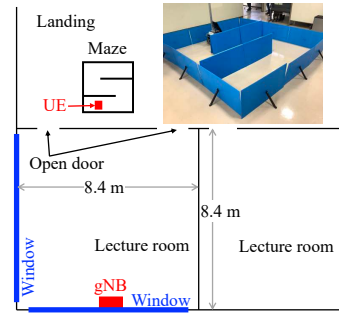 Landing
Maze
UE
Open door
8.4 m
8.4 m
Lecture room
Lecture room
Window
gNB
Window